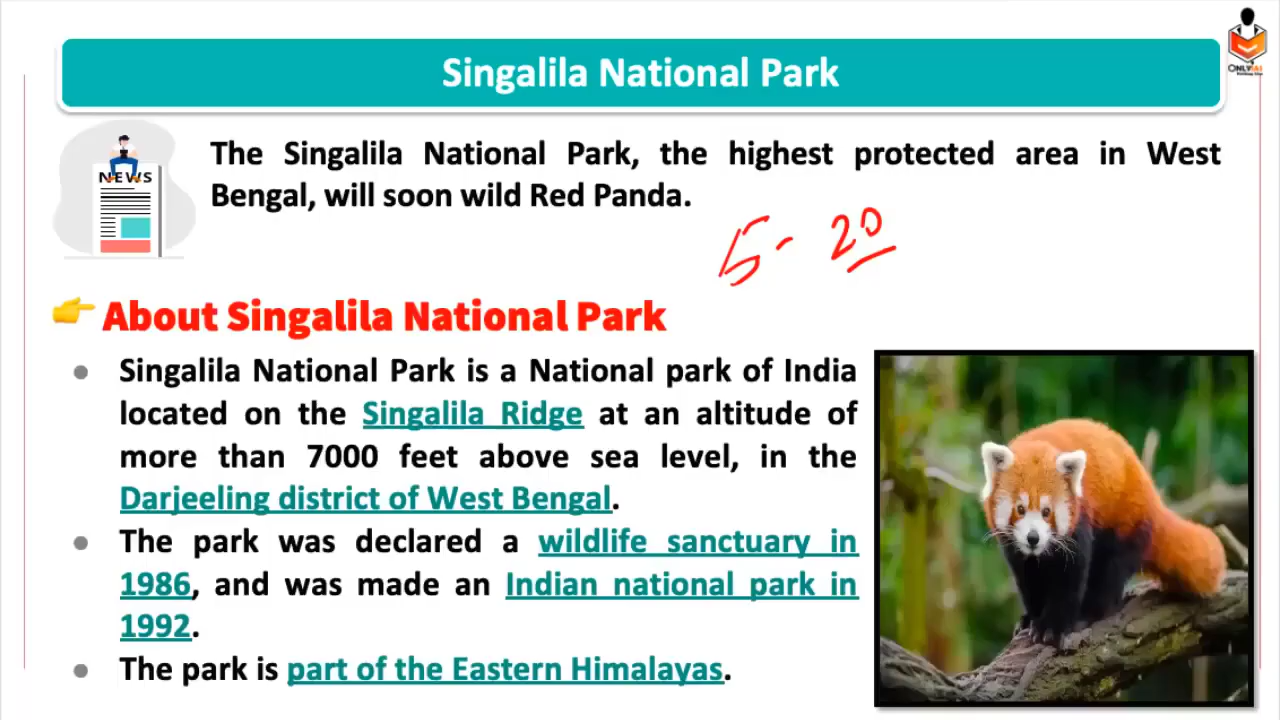 Singalila National Park
ONLYIAS
NEWS
The Singalila National Park, the highest protected area in West
Bengal, will soon wild Red Panda.
5 - 20
About Singalila National Park
Singalila National Park is a National park of India
located on the Singalila Ridge at an altitude of
more than 7000 feet above sea level, in the
Darjeeling district of West Bengal.
The park was declared a wildlife sanctuary in
1986, and was made an Indian national park in
1992.
The park is part of the Eastern Himalayas.